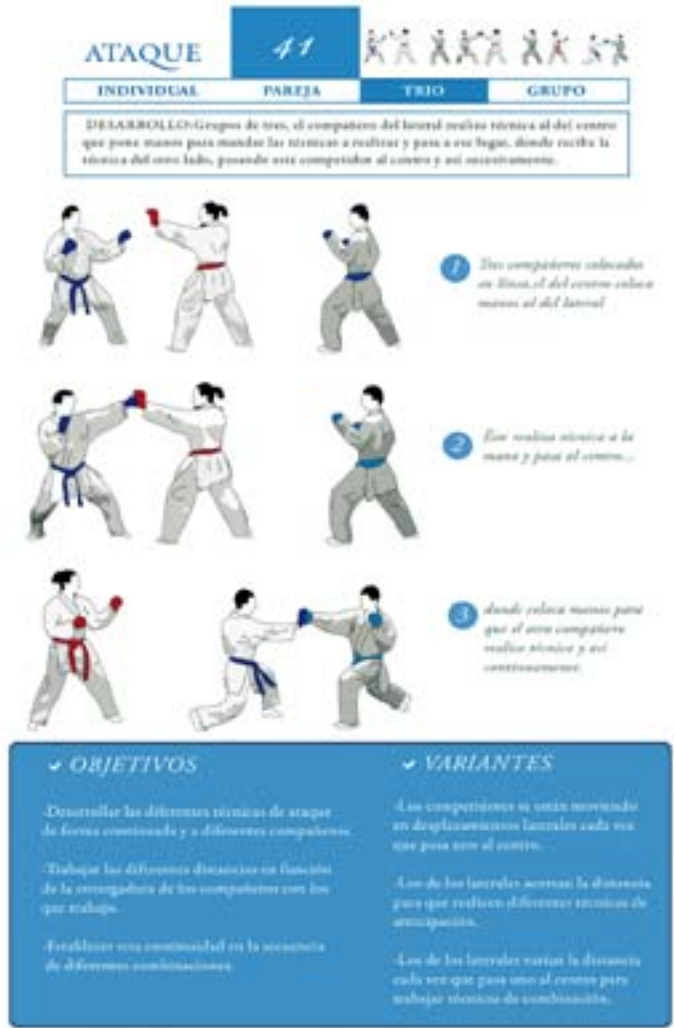 ATAQUE
41
INDIVIDUAL PAREJA TRIO GRUPO
DESARROLLO: Grupos de tres, el compañero del lateral realiza técnica al del centro
que pone manos para mandar las técnicas a realizar y pasa a ese lugar, donde recibe la
técnica del otro lado, pasando este competidor al centro y así sucesivamente.
1
Tres compañeros colocados
en línea, el del centro coloca
manos al del lateral
2
Este realiza técnica a la
mano y pasa al centro...
3
donde coloca manos para
que el otro compañero
realice técnica y así
continuamente.
OBJETIVOS
-Desarrollar las diferentes técnicas de ataque
de forma continuada y a diferentes compañeros.
-Trabajar las diferentes distancias en función
de la envergadura de los compañeros con los
que trabajo.
-Establecer una continuidad en la secuencia
de diferentes combinaciones.
VARIANTES
-Los competidores se están moviendo
en desplazamientos laterales cada vez
que pasa uno al centro.
-Los de los laterales acortan la distancia
para que realicen diferentes técnicas de
anticipación.
-Los de los laterales varían la distancia
cada vez que pasa uno al centro para
trabajar técnicas de combinación.